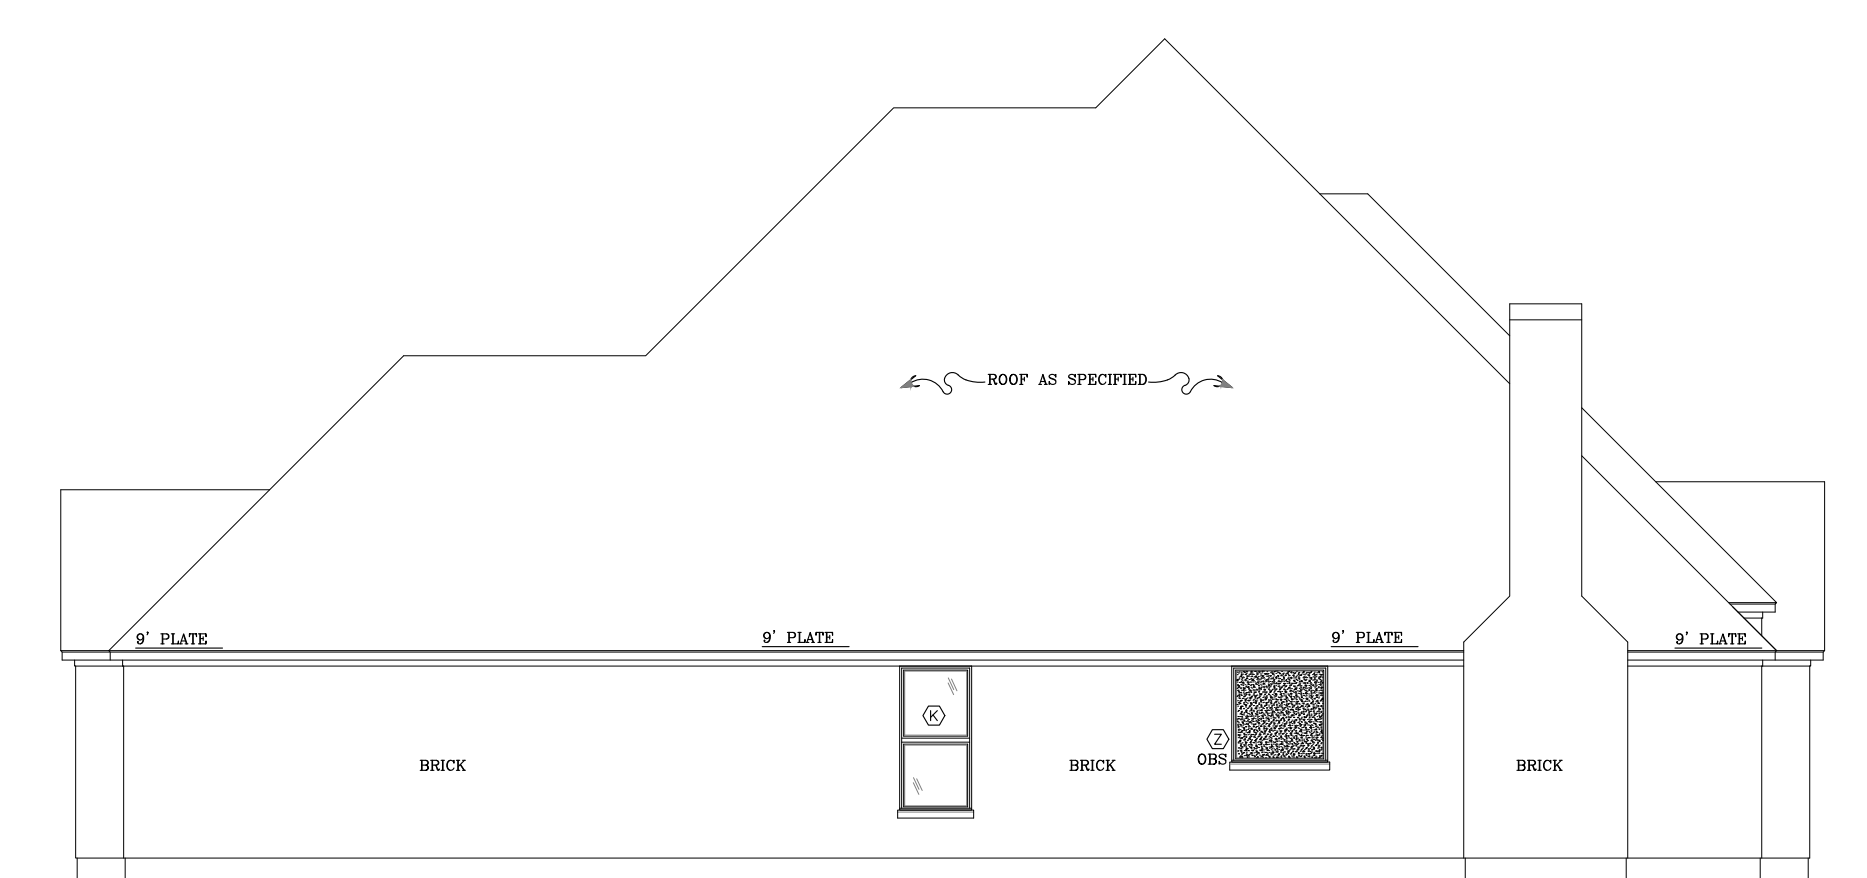 ROOF AS SPECIFIED
9' PLATE
9' PLATE
9' PLATE
9' PLATE
K
Z
OBS
BRICK
BRICK
BRICK